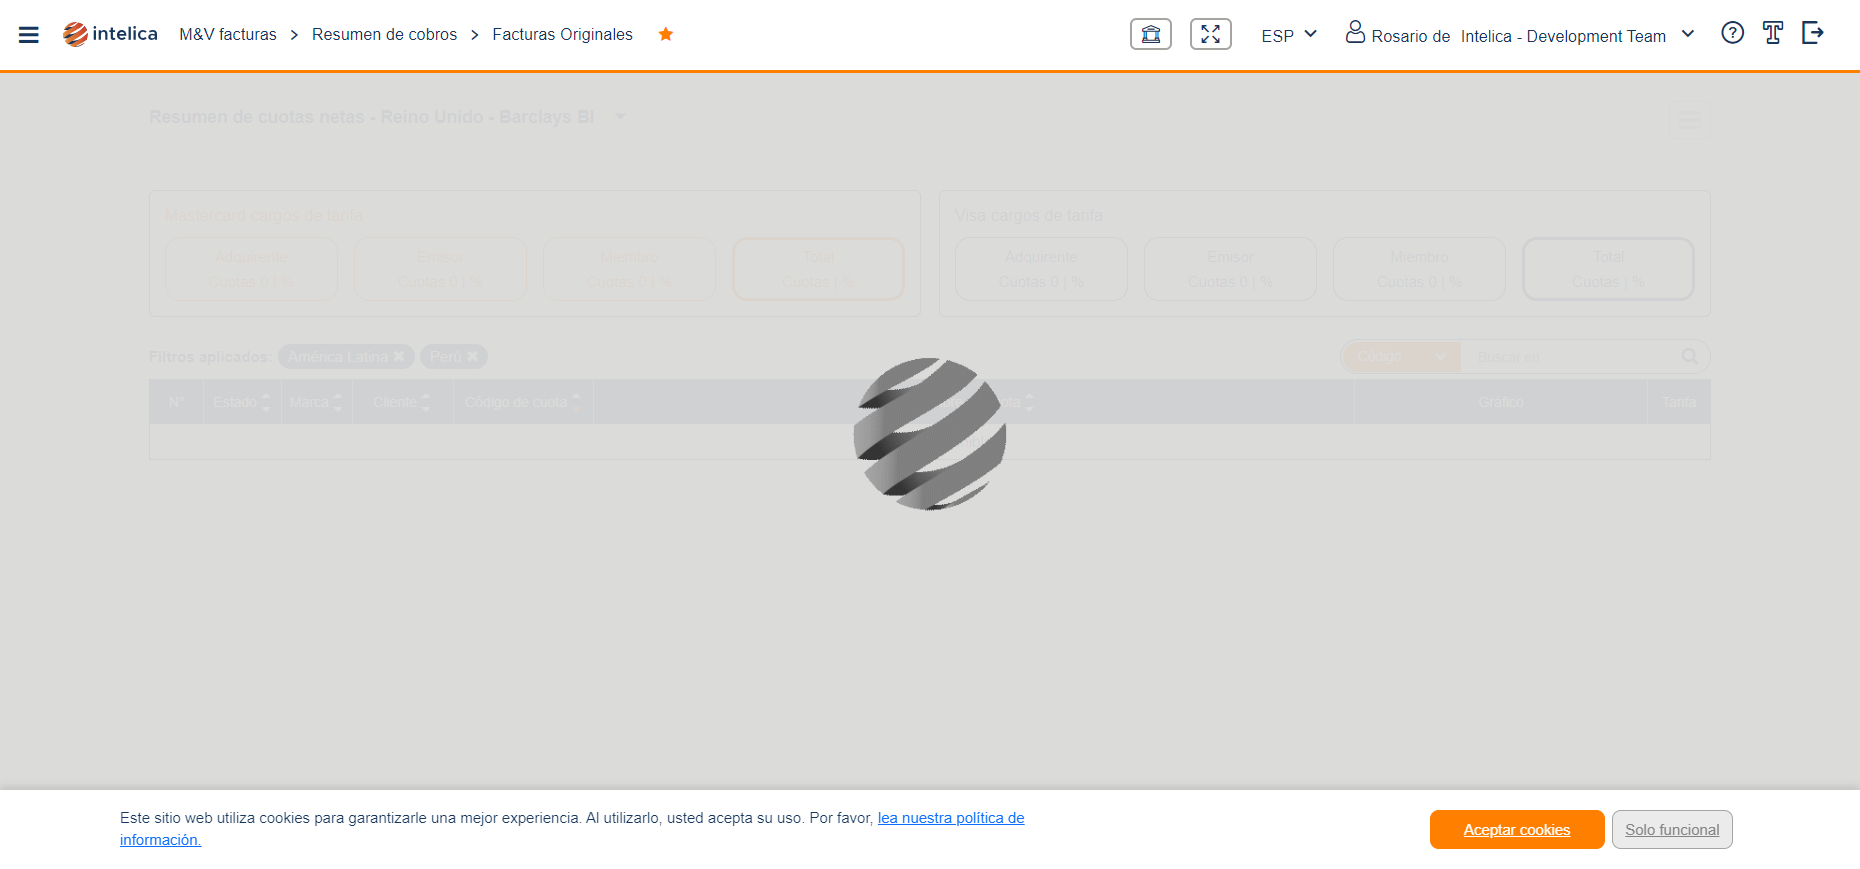 intelica M&V facturas Resumen de cobros Facturas Originales ESP Rosario de Intelica - Development Team
Resumen de cuotas netas - Reino Unido - Barclays BI
Mastercard cargos de tarifa
Adquirente Emisor Miembro Total
Cuotas 0 | % Cuotas 0 | % Cuotas 0 | % Cuotas | %
Visa cargos de tarifa
Adquirente Emisor Miembro Total
Cuotas 0 | % Cuotas 0 | % Cuotas 0 | % Cuotas | %
Filtros aplicados: América Latina Perú Código Buscar en
N° Estado Marca Cliente Código de cuota Gráfico Tarifa
Este sitio web utiliza cookies para garantizarle una mejor experiencia. Al utilizarlo, usted acepta su uso. Por favor, lea nuestra política de
información.
Aceptar cookies Solo funcional